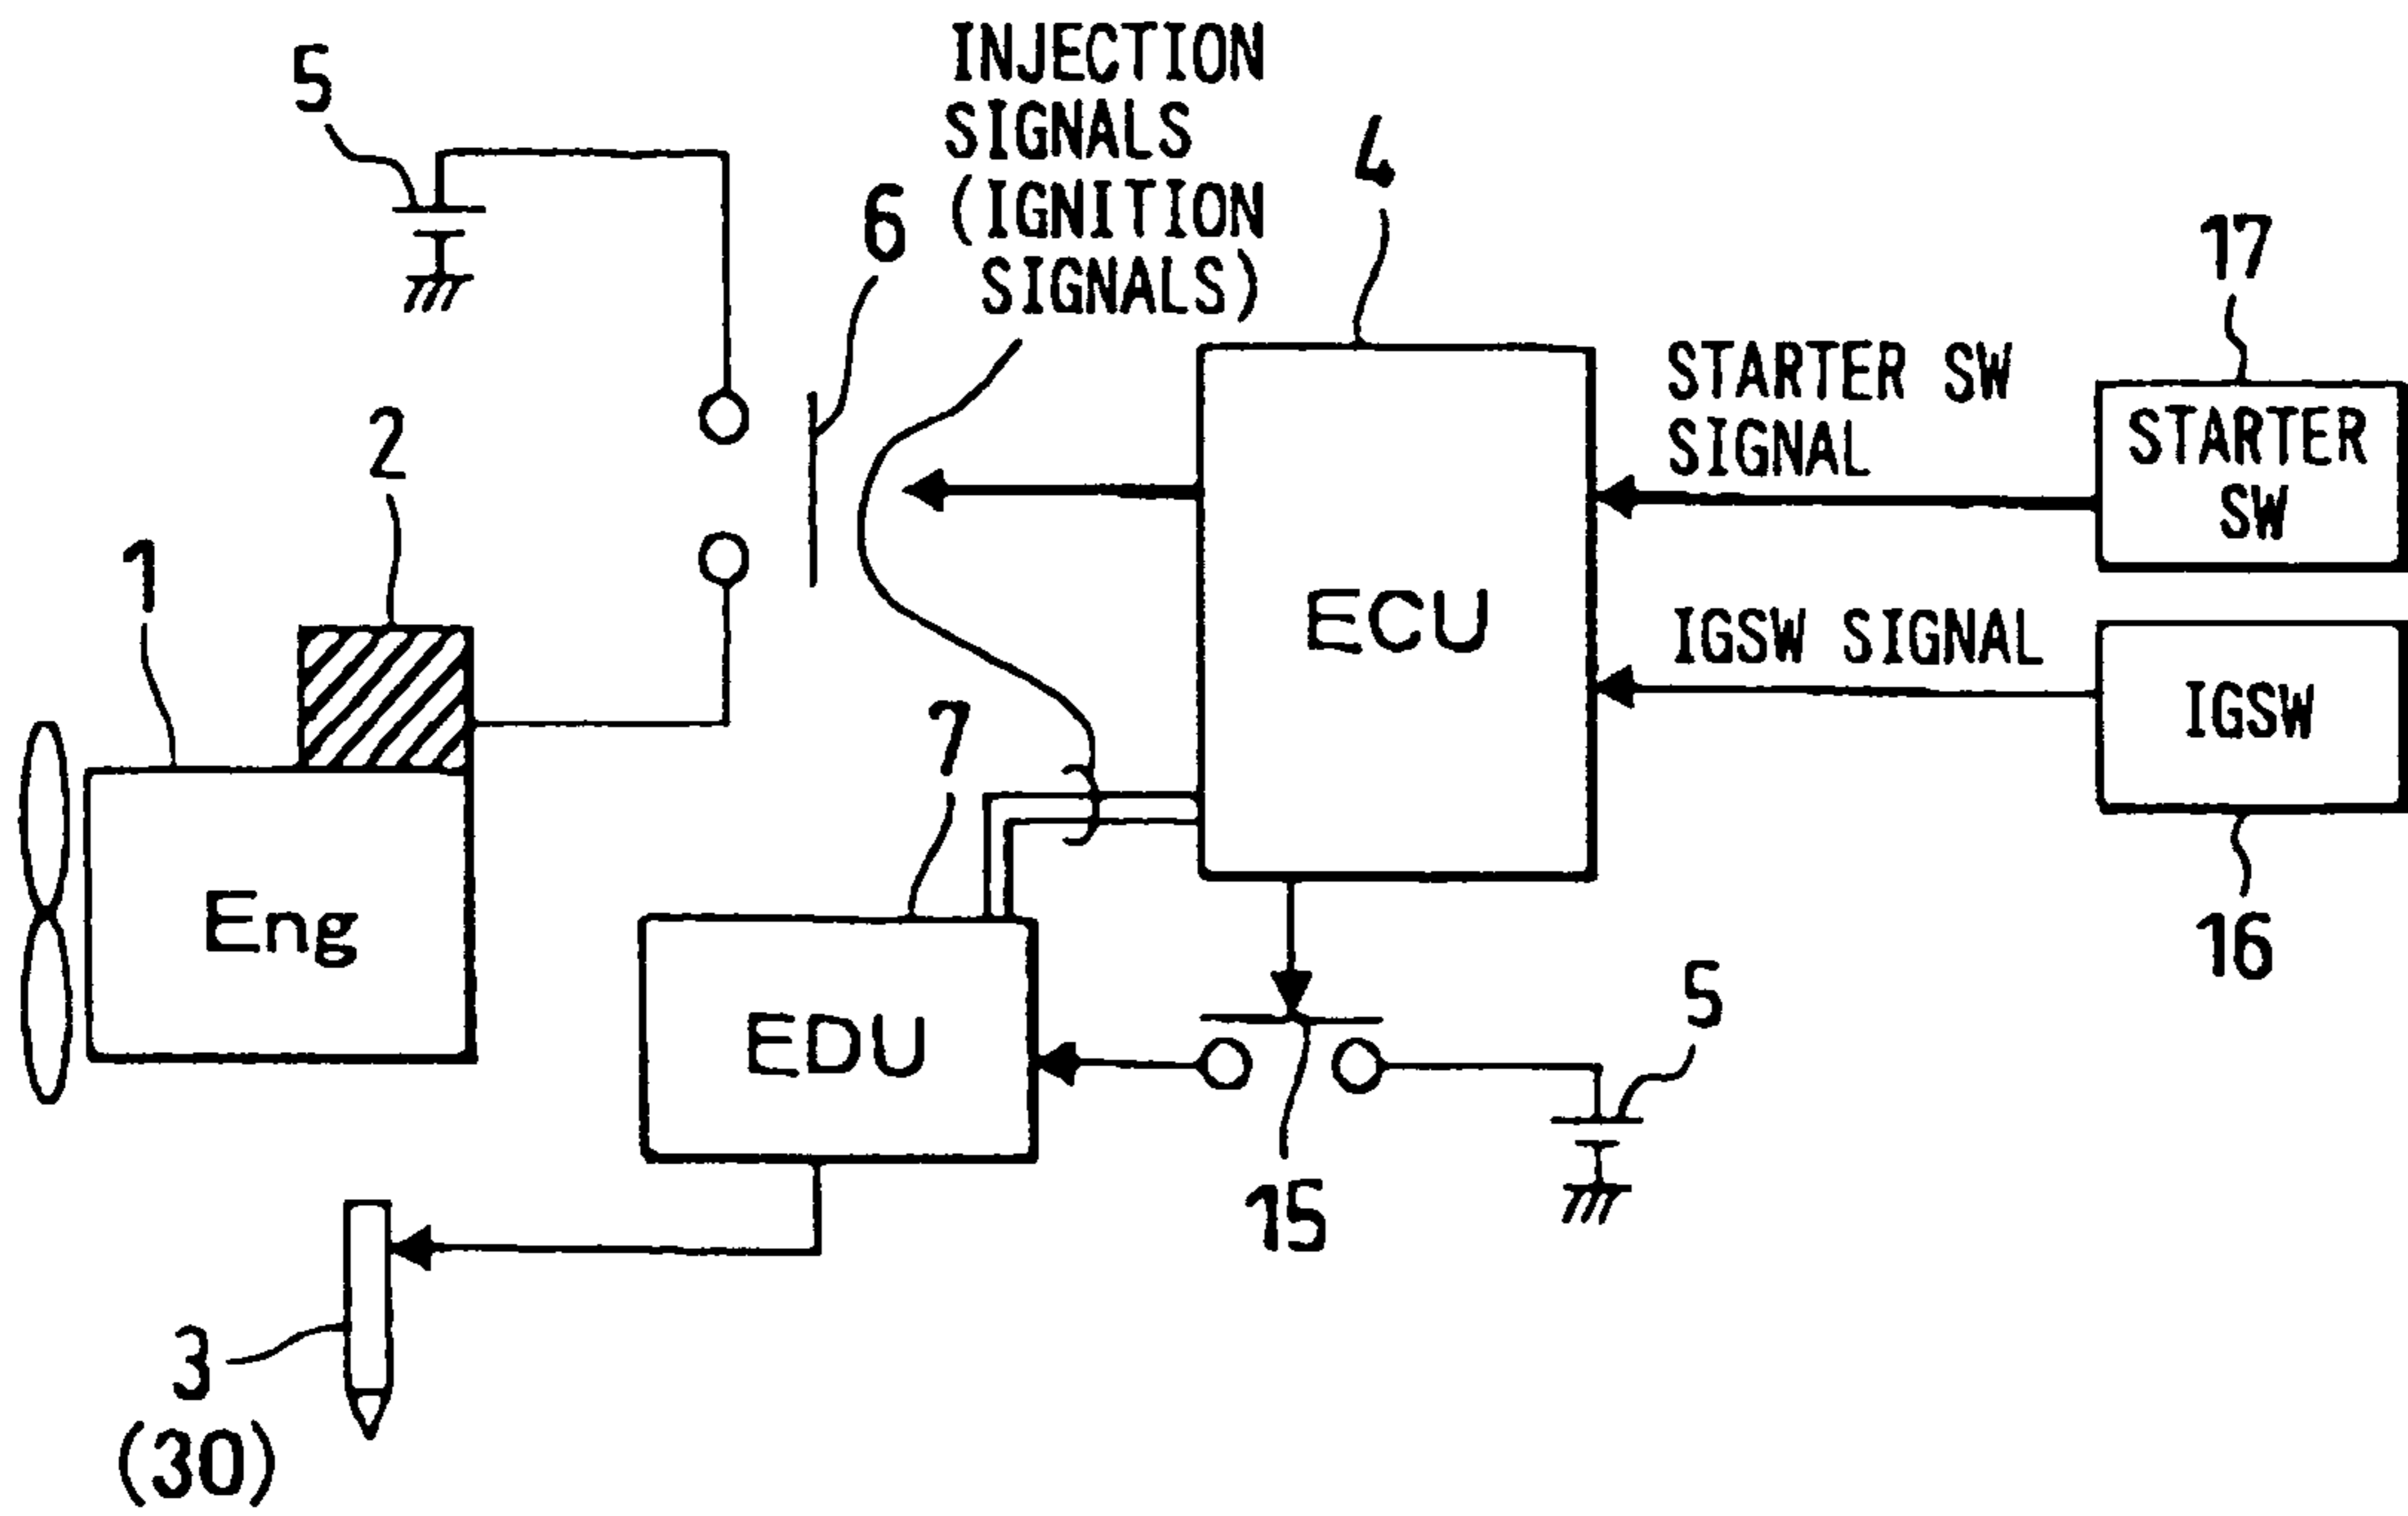 INJECTION
SIGNALS
(IGNITION
SIGNALS)
5
6
4
17
STARTER SW
SIGNAL
STARTER
SW
2
1
ECU
IGSW SIGNAL
IGSW
7
16
Eng
EDU
5
15
3
(30)